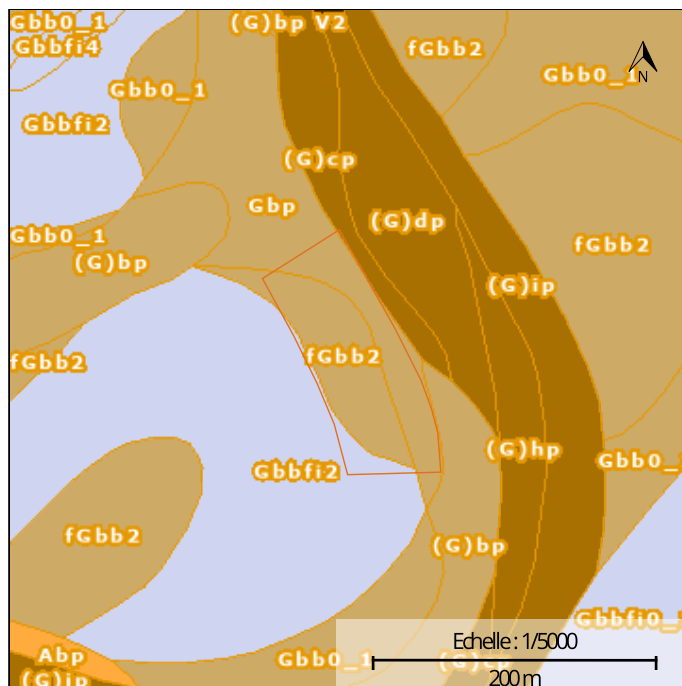 Gbb0_1
(G)bp V2
Gbbfi4
fGbb2
Gbb0_1
N
Gbb0_1
Gbbfi2
(G)cp
Gbp
(G)dp
Gbb0_1
fGbb2
(G)bp
(G)ip
fGbb2
fGbb2
(G)hp
Gbb0_
Gbbfi2
fGbb2
(G)bp
Gbbfi0_
Echelle : 1/5000
Abp
Gbb0_1
(G)cp
(G)ip
200 m